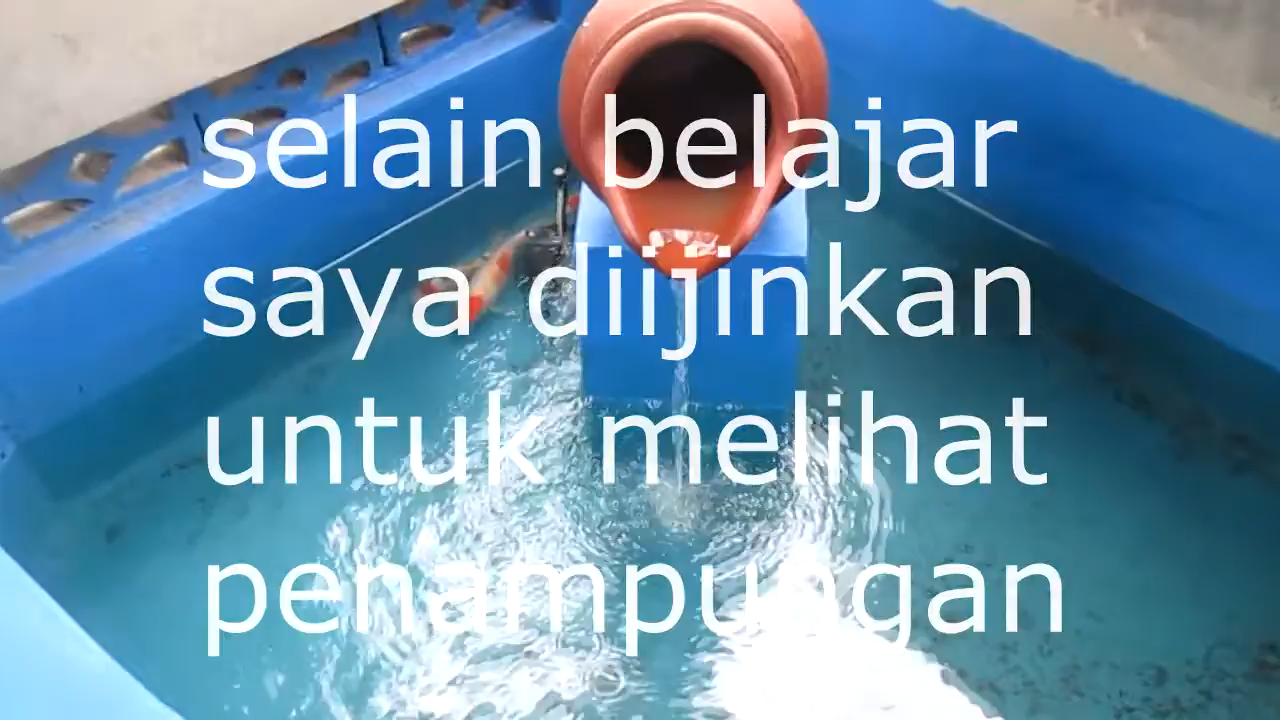 selain belajar
saya diijinkan
untuk melihat
penampungan